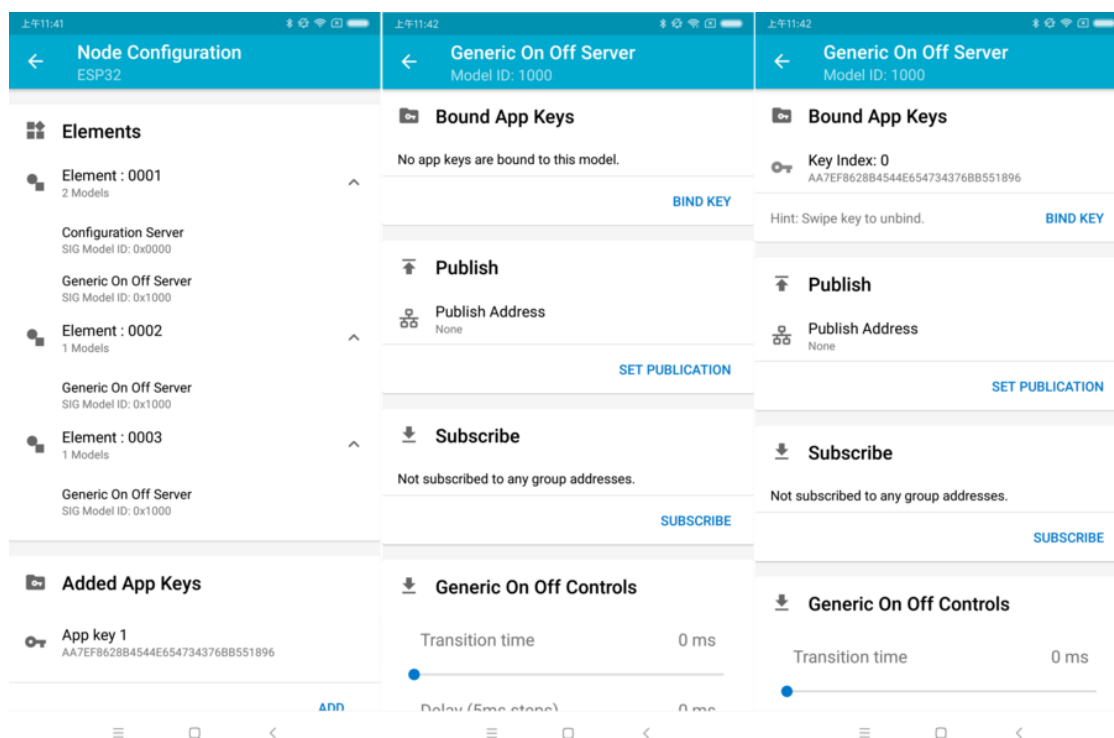 上午11:41
Node Configuration
ESP32
Elements
Element : 0001
2 Models
Configuration Server
SIG Model ID: 0x0000
Generic On Off Server
SIG Model ID: 0x1000
Element : 0002
1 Models
Generic On Off Server
SIG Model ID: 0x1000
Element : 0003
1 Models
Generic On Off Server
SIG Model ID: 0x1000
Added App Keys
App key 1
AA7EF8628B4544E654734376BB551896
ADD
上午11:42
Generic On Off Server
Model ID: 1000
Bound App Keys
No app keys are bound to this model.
BIND KEY
Publish
Publish Address
None
SET PUBLICATION
Subscribe
Not subscribed to any group addresses.
SUBSCRIBE
Generic On Off Controls
Transition time 0 ms
Delay (5ms steps) 0 ms
上午11:42
Generic On Off Server
Model ID: 1000
Bound App Keys
Key Index: 0
AA7EF8628B4544E654734376BB551896
Hint: Swipe key to unbind. BIND KEY
Publish
Publish Address
None
SET PUBLICATION
Subscribe
Not subscribed to any group addresses.
SUBSCRIBE
Generic On Off Controls
Transition time 0 ms